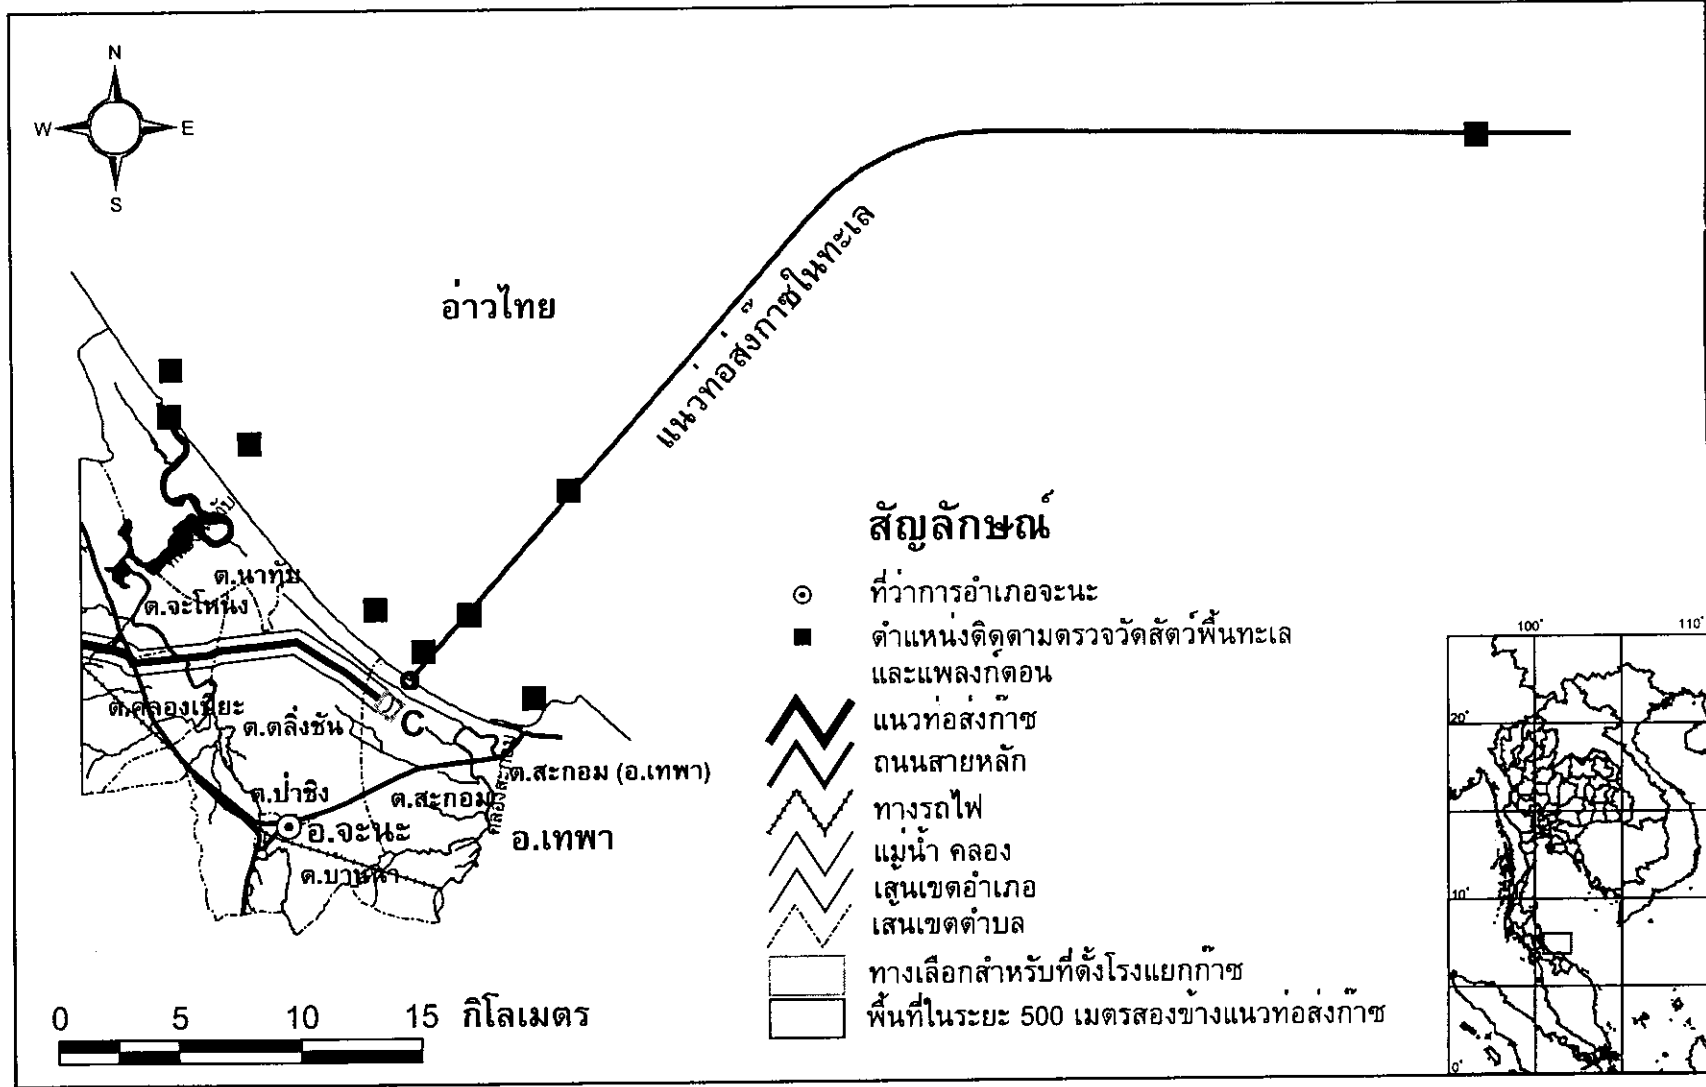 N
W E
S
อ่าวไทย
แนวท่อส่งก๊าซในทะเล
ต.นาทับ
ต.จะโหนง
ต.คลองเปียะ
ต.ตลิ่งชัน
C
ต.สะกอม (อ.เทพา)
ต.ป่าชิง
ต.สะกอม
อ.จะนะ
อ.เทพา
สัญลักษณ์
ที่ว่าการอำเภอจะนะ
ตำแหน่งติดตามตรวจวัดสัตว์พื้นทะเล
และแพลงก์ตอน
แนวท่อส่งก๊าซ
ถนนสายหลัก
ทางรถไฟ
แม่น้ำ คลอง
เส้นเขตอำเภอ
เส้นเขตตำบล
ทางเลือกสำหรับที่ตั้งโรงแยกก๊าซ
พื้นที่ในระยะ 500 เมตรสองข้างแนวท่อส่งก๊าซ
0 5 10 15 กิโลเมตร
100° 110°
20°
10°
0°